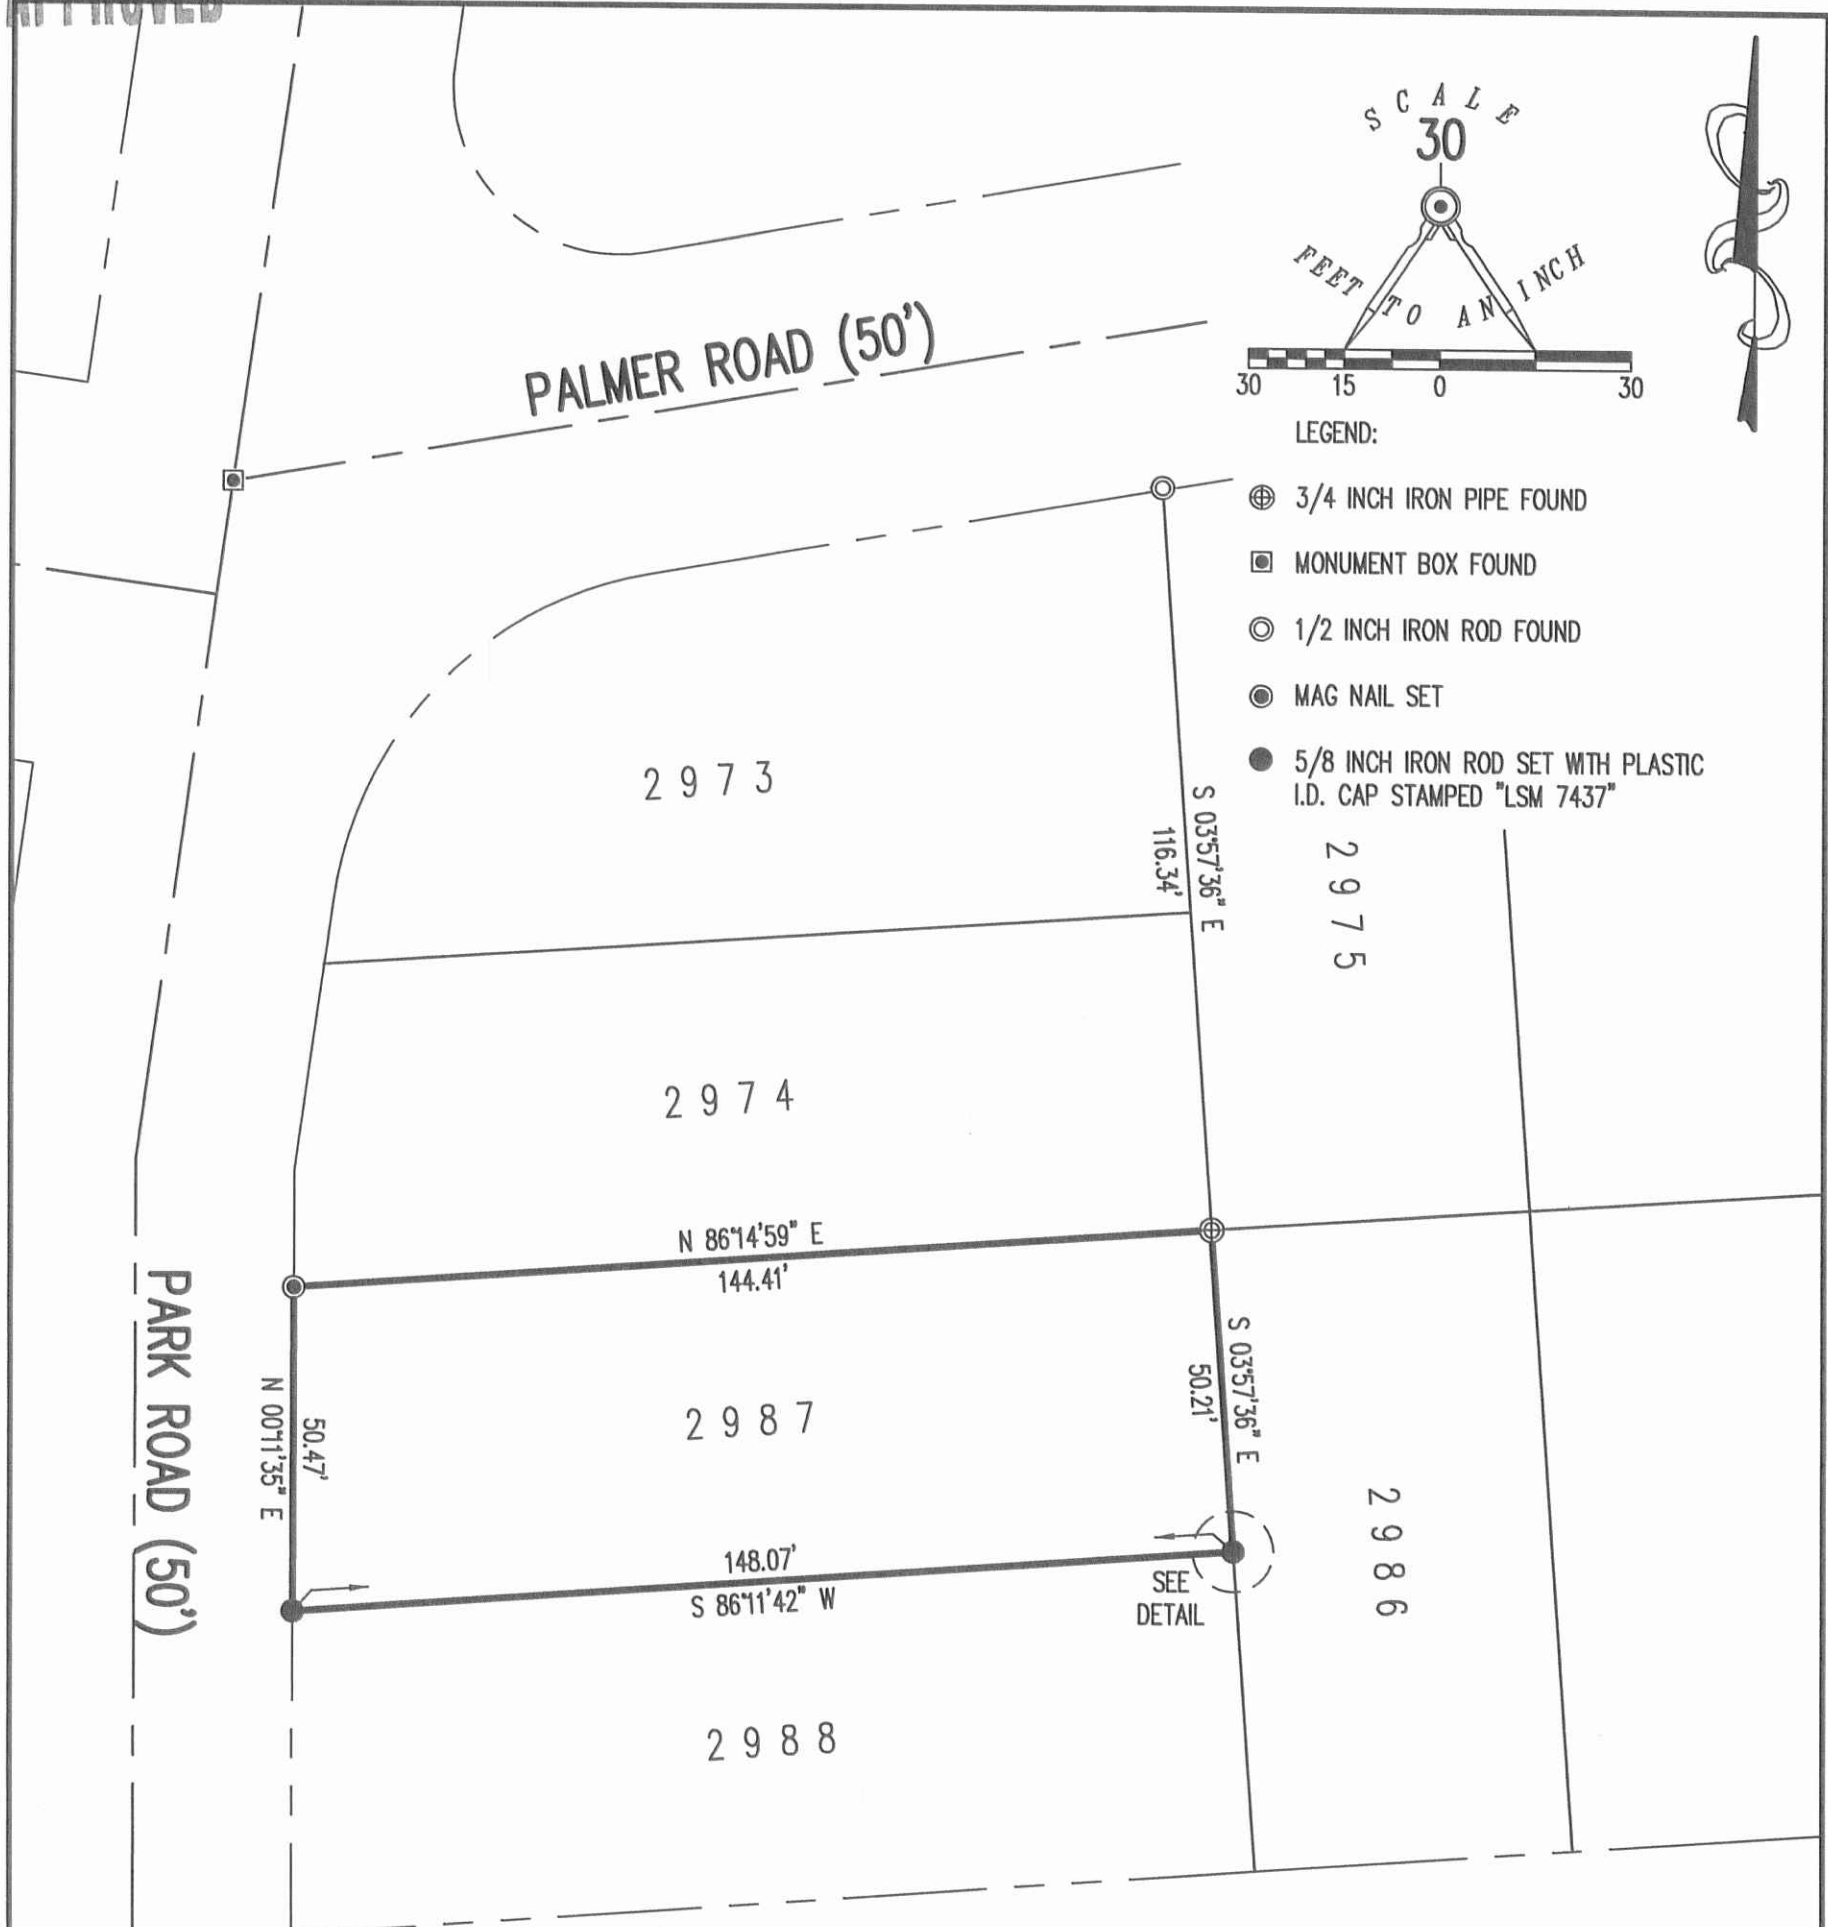 APPROVED
SCALE
30
FEET TO AN INCH
30 15 0 30
PALMER ROAD (50')
LEGEND:
3/4 INCH IRON PIPE FOUND
MONUMENT BOX FOUND
1/2 INCH IRON ROD FOUND
MAG NAIL SET
5/8 INCH IRON ROD SET WITH PLASTIC
I.D. CAP STAMPED "LSM 7437"
2973
S 03°57'36" E
116.34'
2975
2974
N 86°14'59" E
144.41'
PARK ROAD (50')
N 00°11'35" E
50.47'
2987
S 03°57'36" E
50.21'
148.07'
S 86°11'42" W
SEE
DETAIL
2986
2988